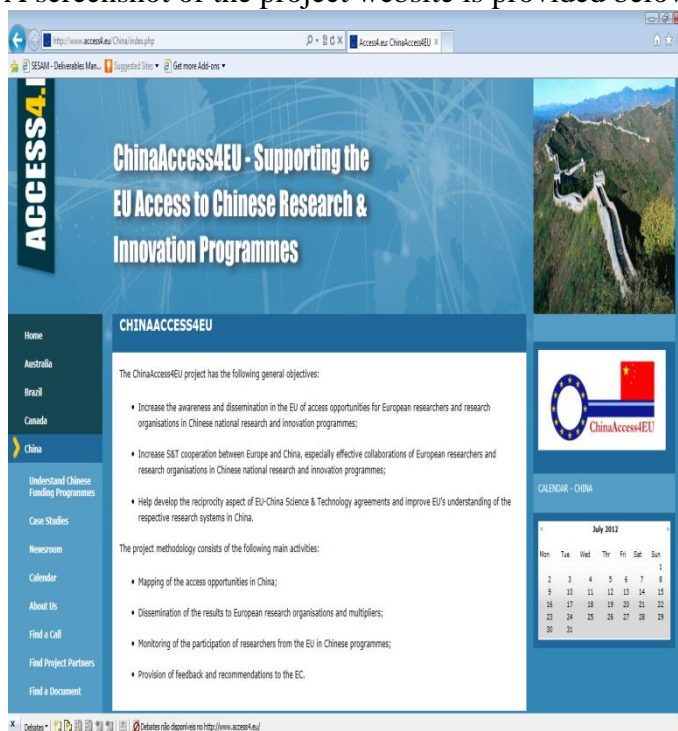 A screenshot of the project website is provided below
http://www.access4.eu/China/index.php
Access4.eu: ChinaAccess4EU
SESAM - Deliverables Man...
Suggested Sites
Get more Add-ons
ACCESS4.
ChinaAccess4EU - Supporting the
EU Access to Chinese Research &
Innovation Programmes
Home
Australia
Brazil
Canada
China
Understand Chinese
Funding Programmes
Case Studies
Newsroom
Calendar
About Us
Find a Call
Find Project Partners
Find a Document
CHINAACCESS4EU
The ChinaAccess4EU project has the following general objectives:
• Increase the awareness and dissemination in the EU of access opportunities for European researchers and research
organisations in Chinese national research and innovation programmes;
• Increase S&T cooperation between Europe and China, especially effective collaborations of European researchers and
research organisations in Chinese national research and innovation programmes;
• Help develop the reciprocity aspect of EU-China Science & Technology agreements and improve EU's understanding of the
respective research systems in China.
The project methodology consists of the following main activities:
• Mapping of the access opportunities in China;
• Dissemination of the results to European research organisations and multipliers;
• Monitoring of the participation of researchers from the EU in Chinese programmes;
• Provision of feedback and recommendations to the EC.
ChinaAccess4EU
CALENDAR - CHINA
« July 2012 »
Mon Tue Wed Thr Fri Sat Sun
1
2 3 4 5 6 7 8
9 10 11 12 13 14 15
16 17 18 19 20 21 22
23 24 25 26 27 28 29
30 31
X Debates Debates não disponíveis no http://www.access4.eu/